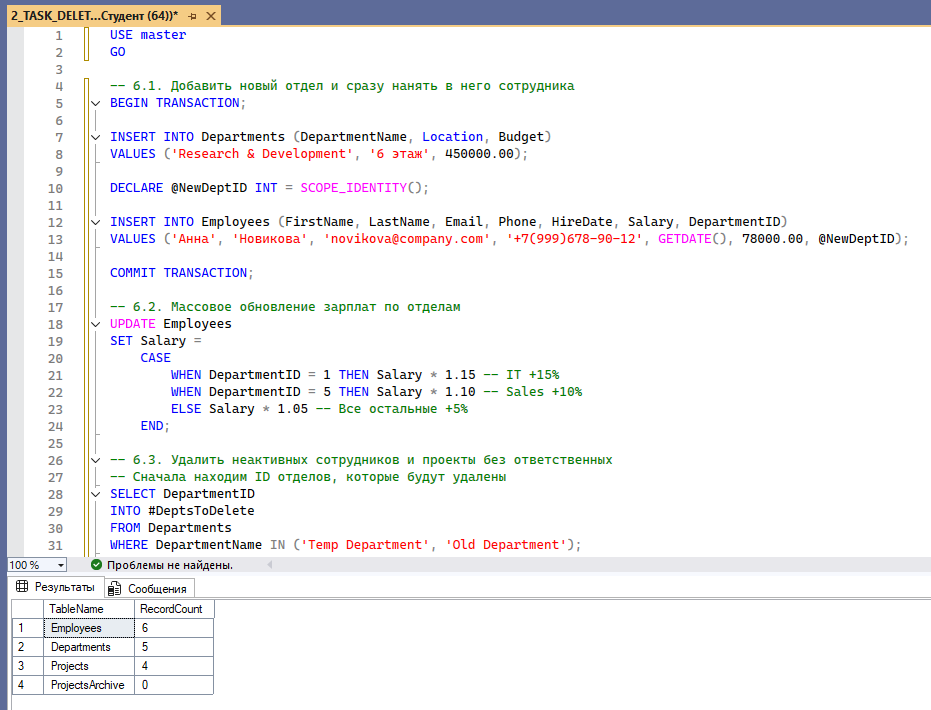 2_TASK_DELET...Студент (64))*
1 USE master
2 GO
3
4 -- 6.1. Добавить новый отдел и сразу нанять в него сотрудника
5 BEGIN TRANSACTION;
6
7 INSERT INTO Departments (DepartmentName, Location, Budget)
8 VALUES ('Research & Development', '6 этаж', 450000.00);
9
10 DECLARE @NewDeptID INT = SCOPE_IDENTITY();
11
12 INSERT INTO Employees (FirstName, LastName, Email, Phone, HireDate, Salary, DepartmentID)
13 VALUES ('Анна', 'Новикова', 'novikova@company.com', '+7(999)678-90-12', GETDATE(), 78000.00, @NewDeptID);
14
15 COMMIT TRANSACTION;
16
17 -- 6.2. Массовое обновление зарплат по отделам
18 UPDATE Employees
19 SET Salary =
20 CASE
21 WHEN DepartmentID = 1 THEN Salary * 1.15 -- IT +15%
22 WHEN DepartmentID = 5 THEN Salary * 1.10 -- Sales +10%
23 ELSE Salary * 1.05 -- Все остальные +5%
24 END;
25
26 -- 6.3. Удалить неактивных сотрудников и проекты без ответственных
27 -- Сначала находим ID отделов, которые будут удалены
28 SELECT DepartmentID
29 INTO #DeptsToDelete
30 FROM Departments
31 WHERE DepartmentName IN ('Temp Department', 'Old Department');
100 % Проблемы не найдены.
Результаты Сообщения
TableName RecordCount
1 Employees 6
2 Departments 5
3 Projects 4
4 ProjectsArchive 0